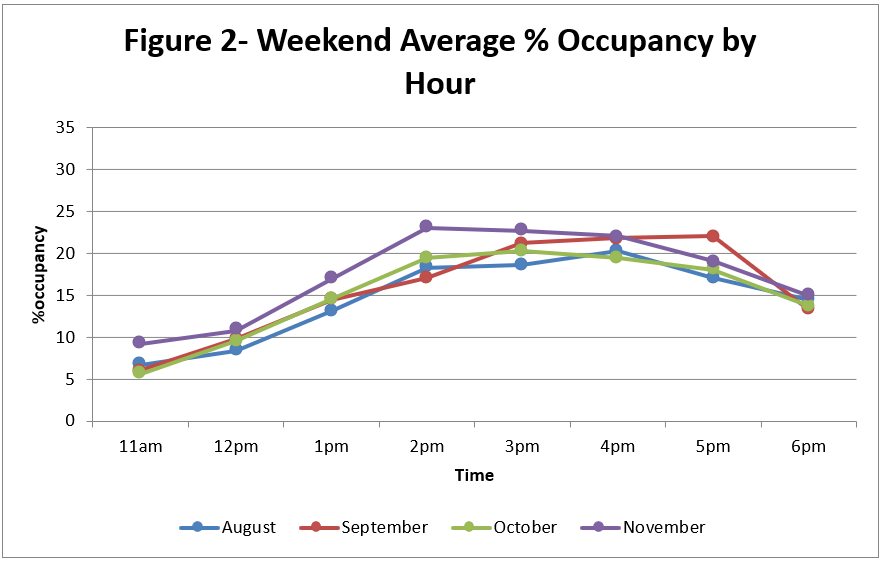 Figure 2- Weekend Average % Occupancy by
Hour
35
30
25
20
15
10
5
0
%occupancy
11am 12pm 1pm 2pm 3pm 4pm 5pm 6pm
Time
August September October November